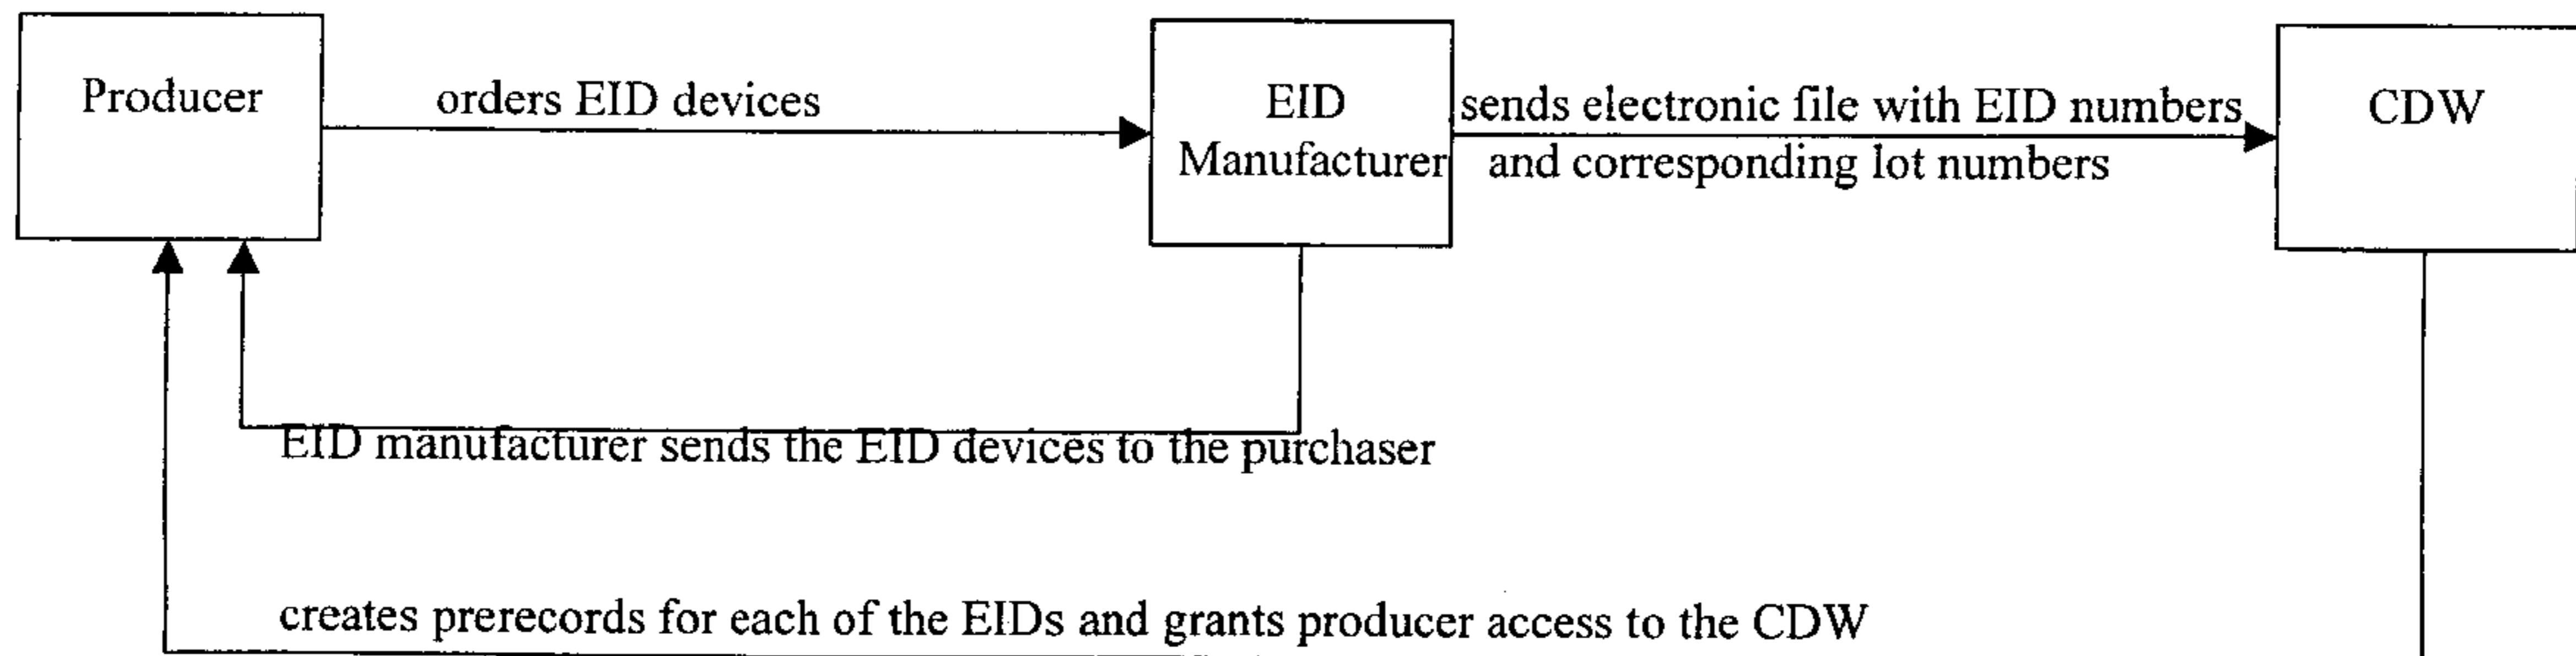 Producer
orders EID devices
EID
Manufacturer
sends electronic file with EID numbers
and corresponding lot numbers
CDW
EID manufacturer sends the EID devices to the purchaser
creates prerecords for each of the EIDs and grants producer access to the CDW